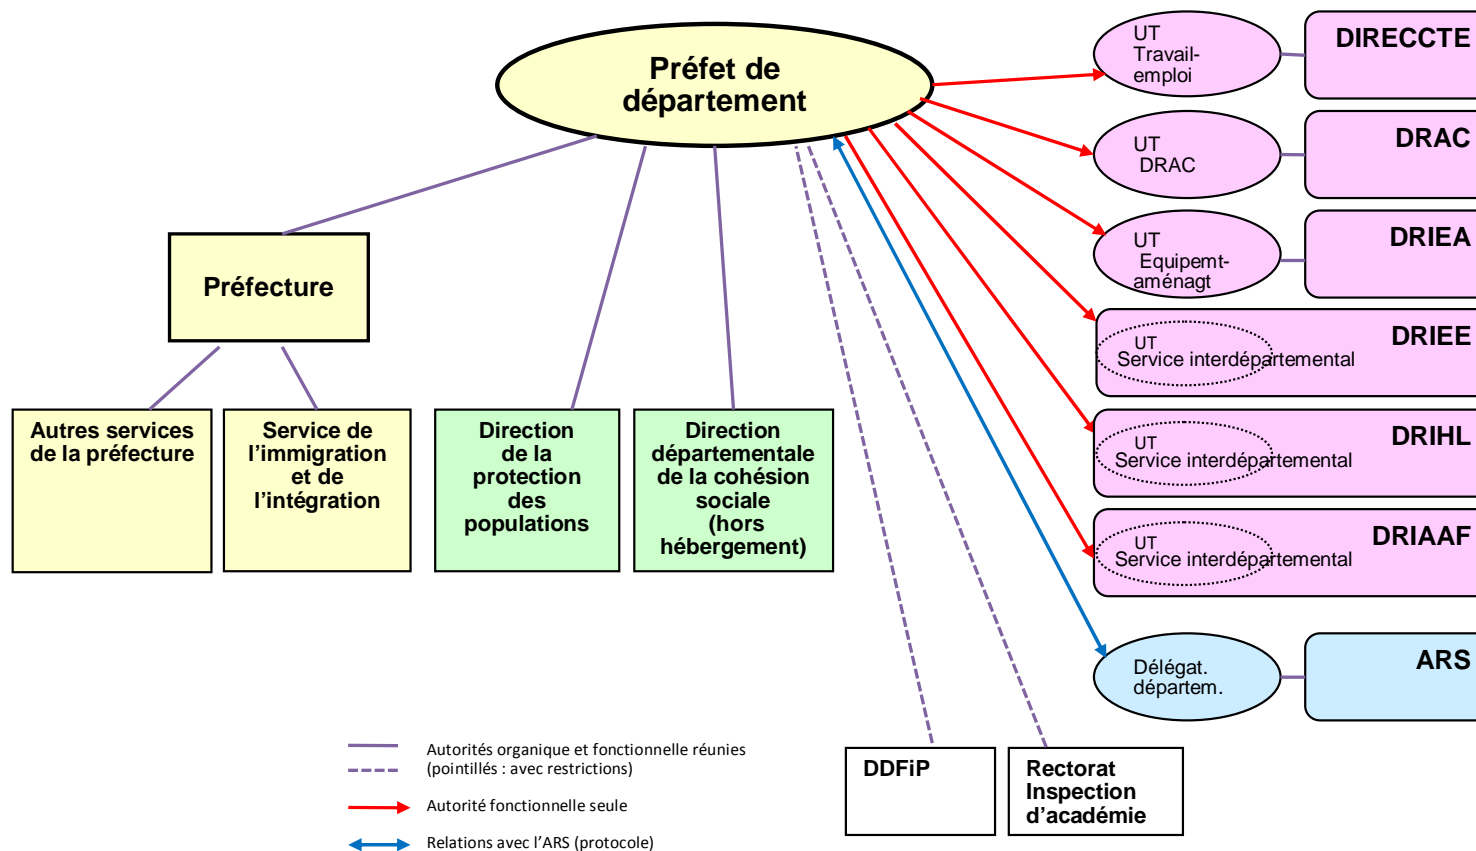 Préfet de
département
UT
Travail-
emploi
DIRECCTE
UT
DRAC
DRAC
UT
Equipemt-
aménagt
DRIEA
Préfecture
UT
Service interdépartemental
DRIEE
Autres services
de la préfecture
Service de
l’immigration
et de
l’intégration
Direction
de la
protection
des
populations
Direction
départementale
de la cohésion
sociale
(hors
hébergement)
UT
Service interdépartemental
DRIHL
UT
Service interdépartemental
DRIAAF
Délégat.
départem.
ARS
DDFiP
Rectorat
Inspection
d’académie
Autorités organique et fonctionnelle réunies
(pointillés : avec restrictions)
Autorité fonctionnelle seule
Relations avec l’ARS (protocole)